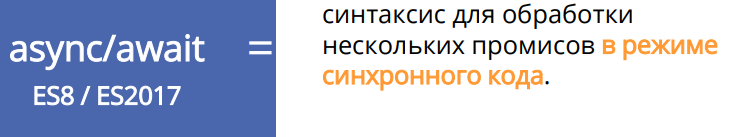 async/await =
ES8 / ES2017
синтаксис для обработки
нескольких промисов в режиме
синхронного кода.